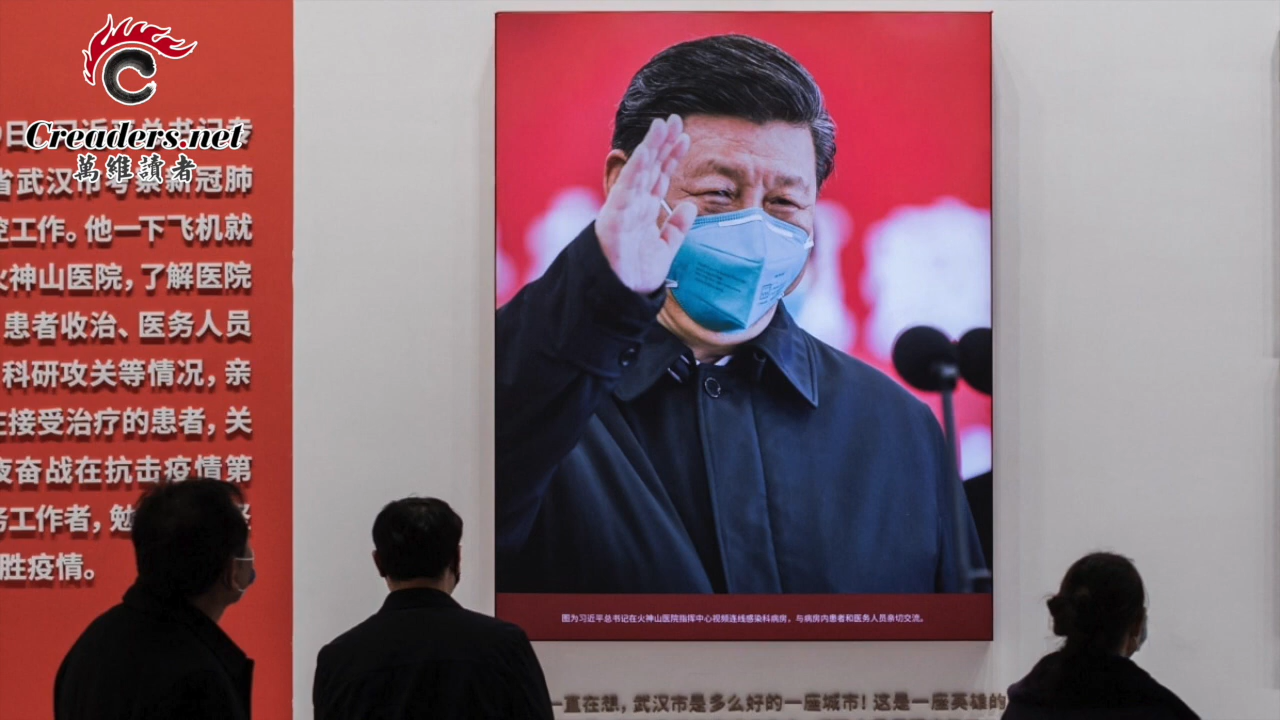 Creaders.net
萬維讀者
省武汉市考察新冠肺
控工作。他一下飞机就
火神山医院，了解医院
患者收治、医务人员
科研攻关等情况，亲
在接受治疗的患者，关
夜奋战在抗击疫情第
务工作者，勉
胜疫情。
图为习近平总书记在火神山医院指挥中心视频连线感染科病房，与病房内患者和医务人员亲切交流。
一直在想，武汉市是多么好的一座城市！这是一座英雄的